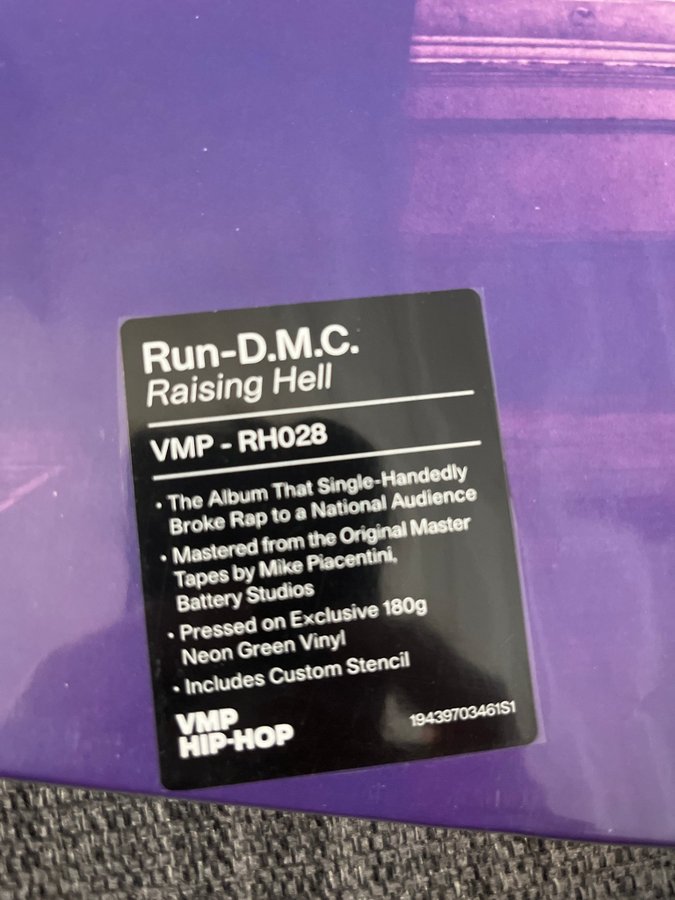 Run-D.M.C.
Raising Hell
VMP - RH028
• The Album That Single-Handedly
Broke Rap to a National Audience
• Mastered from the Original Master
Tapes by Mike Piacentini,
Battery Studios
• Pressed on Exclusive 180g
Neon Green Vinyl
• Includes Custom Stencil
VMP
HIP-HOP
19439703461S1